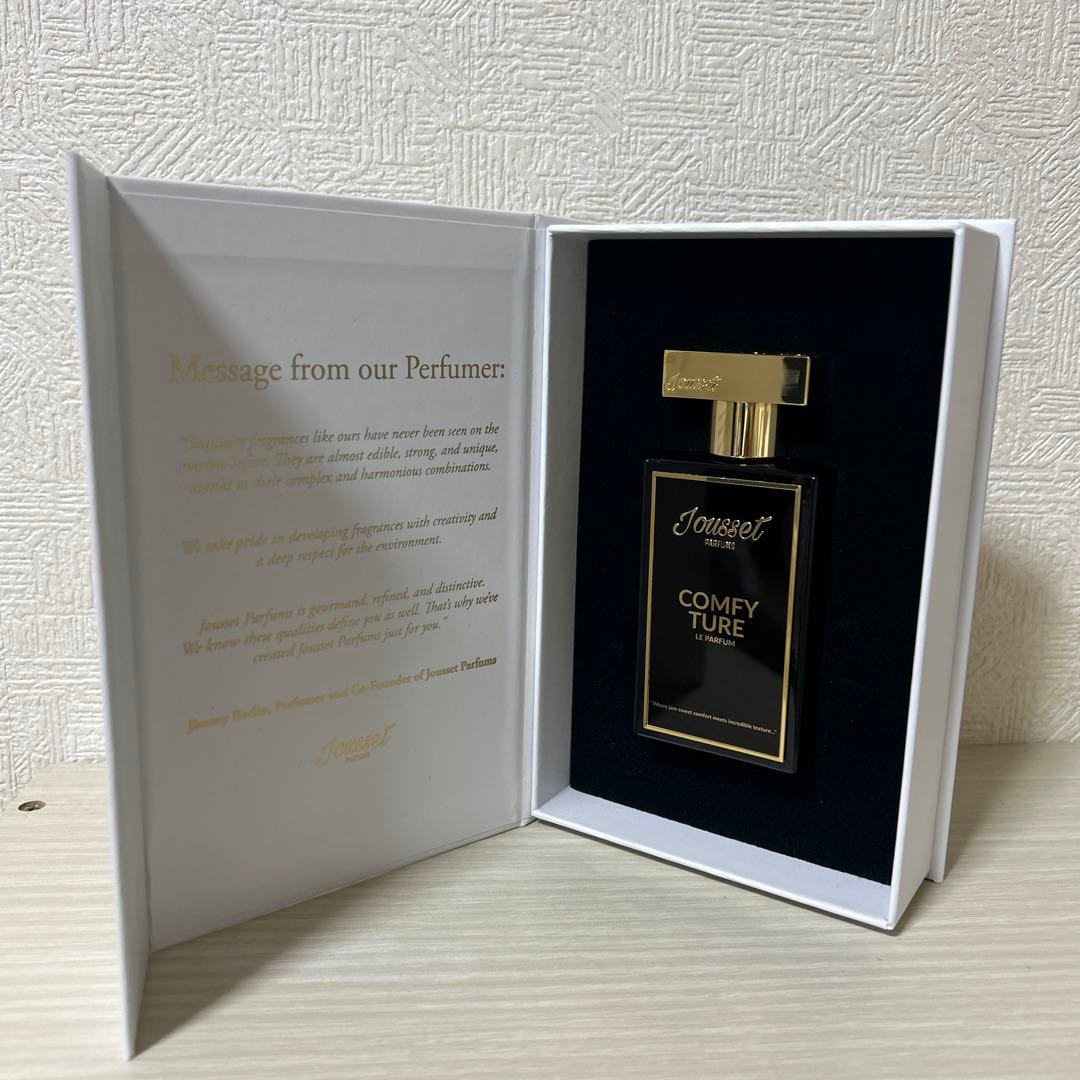 Message from our Perfumer:
"Exquisite fragrances like ours have never been seen on the
market before. They are almost edible, strong, and unique,
thanks to their complex and harmonious combinations.
We take pride in developing fragrances with creativity and
a deep respect for the environment.
Jousset Parfums is gourmand, refined, and distinctive.
We know these qualities define you as well. That's why we've
created Jousset Parfums just for you."
Perfumer and Co-Founder of Jousset Parfums
Jousset
PARFUMS
Jousset
Jousset
PARFUMS
COMFY
TURE
LE PARFUM
"Where jam-sweet comfort meets incredible texture..."